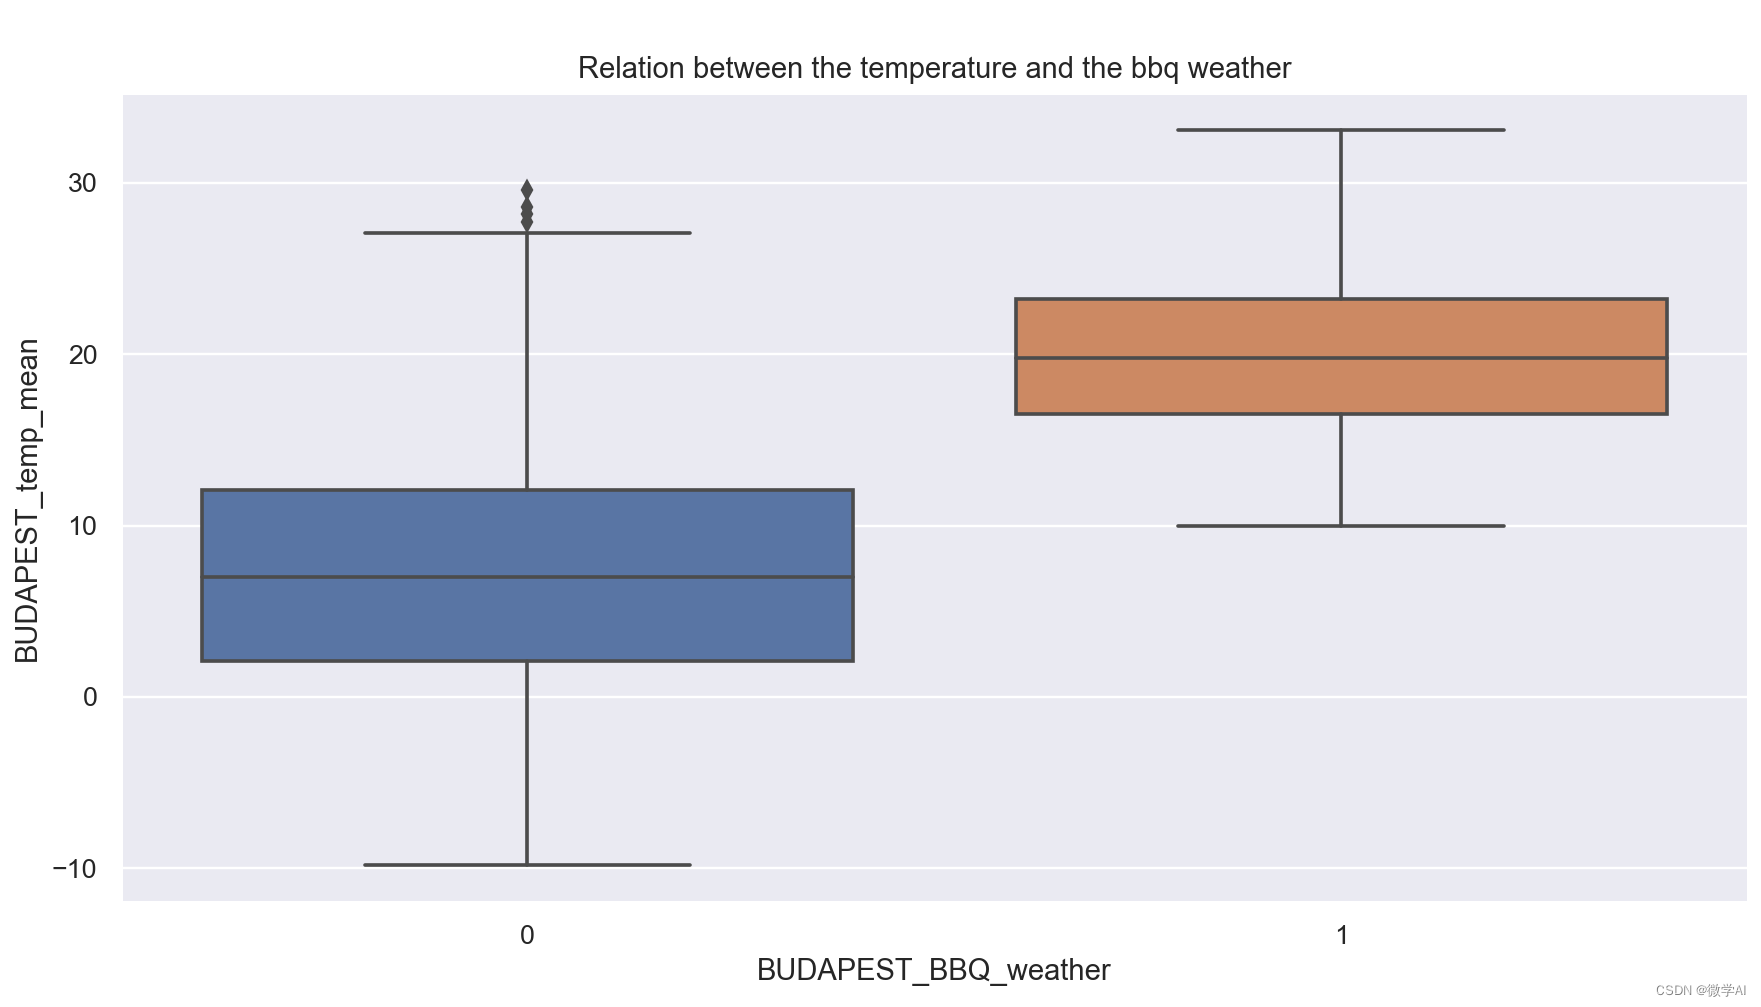 Relation between the temperature and the bbq weather
30
20
10
0
−10
BUDAPEST_temp_mean
0
1
BUDAPEST_BBQ_weather
CSDN @微学AI